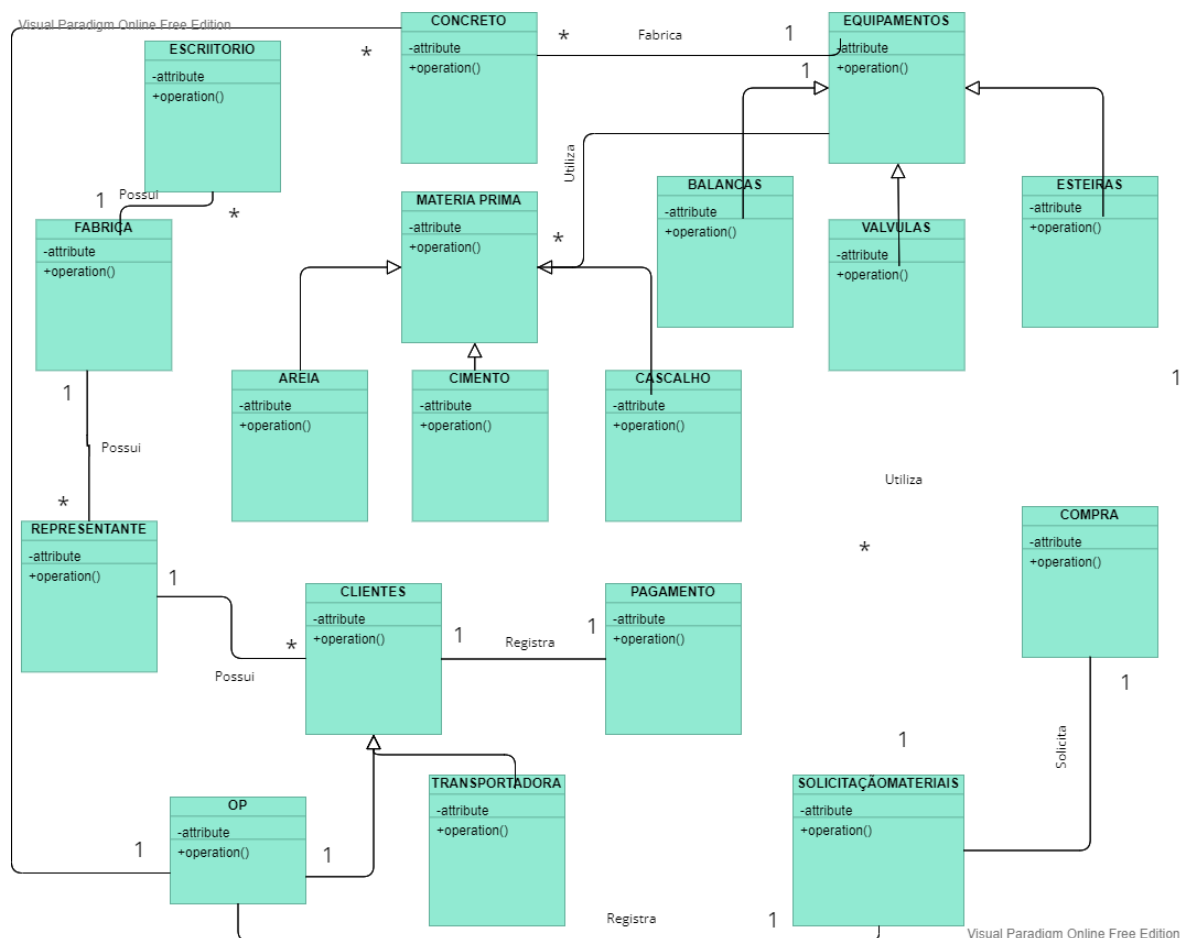 Visual Paradigm Online Free Edition
CONCRETO
-attribute
+operation()
*
*
Fabrica
1
EQUIPAMENTOS
-attribute
+operation()
1
ESCRIITORIO
-attribute
+operation()
Utiliza
1
Possui
*
MATERIA PRIMA
-attribute
+operation()
*
BALANCAS
-attribute
+operation()
VALVULAS
-attribute
+operation()
ESTEIRAS
-attribute
+operation()
FABRICA
-attribute
+operation()
AREIA
-attribute
+operation()
CIMENTO
-attribute
+operation()
CASCALHO
-attribute
+operation()
1
1
Possui
*
Utiliza
*
REPRESENTANTE
-attribute
+operation()
COMPRA
-attribute
+operation()
1
Possui
*
CLIENTES
-attribute
+operation()
1
Registra
1
PAGAMENTO
-attribute
+operation()
1
Solicita
1
TRANSPORTADORA
-attribute
+operation()
SOLICITAÇÃOMATERIAIS
-attribute
+operation()
OP
-attribute
+operation()
1
1
Registra
1
Visual Paradigm Online Free Edition